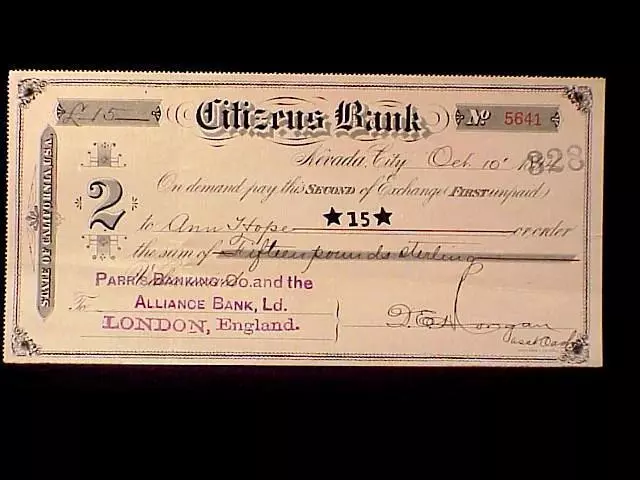 £ 15
Citizens Bank
No 5641
Nevada City Oct. 10
828
STATE OF CALIFORNIA U.S.A.
2
On demand pay this SECOND of Exchange (FIRST unpaid)
to Ann Hope ★15★ or order
the sum of Fifteen pounds sterling
PARR'S BANKING CO. and the
To ALLIANCE BANK, Ld.
LONDON, England.
D. E. Morgan
Asst Cash